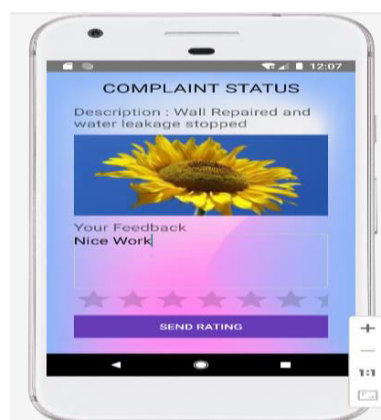 12:07
COMPLAINT STATUS
Description : Wall Repaired and
water leakage stopped
Your Feedback
Nice Work
SEND RATING
1:1